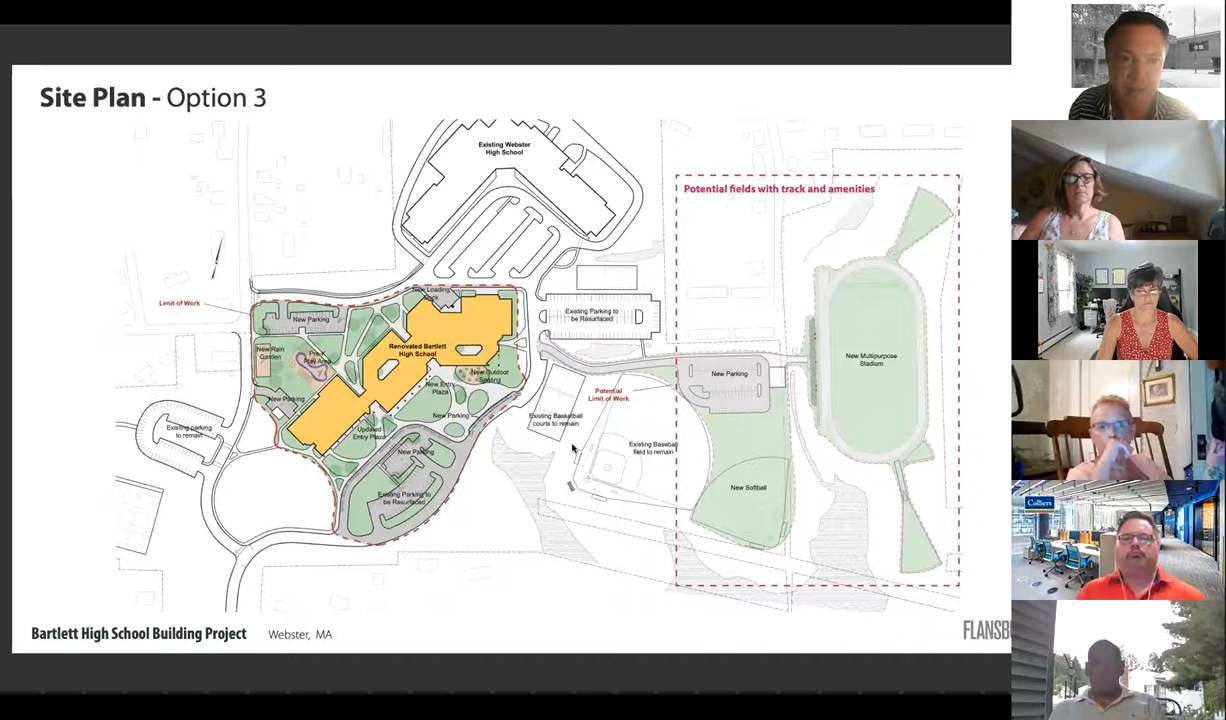 Site Plan - Option 3
Existing Webster
High School
Potential fields with track and amenities
Limit of Work
New Loading
Dock
New Parking
Existing Parking to
be Resurfaced
Renovated Bartlett
High School
New Rain
Garden
Pre-K
Play Area
New Outdoor
Seating
New Multipurpose
Stadium
New Parking
New Entry
Plaza
Potential
Limit of Work
New Parking
New Parking
Existing Basketball
courts to remain
Existing parking
to remain
Updated
Entry Plaza
Existing Baseball
field to remain
New Parking
New Softball
Existing Parking to
be Resurfaced
Bartlett High School Building Project
Webster, MA
FLANSB
Colliers